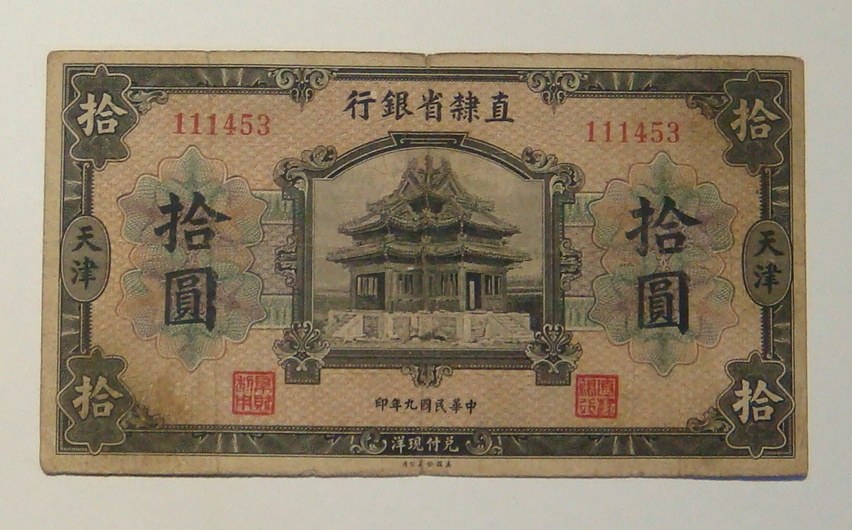 直隸省銀行
拾
拾
111453
111453
拾圓
拾圓
天津
天津
拾
拾
中華民國九年印
兌付現洋